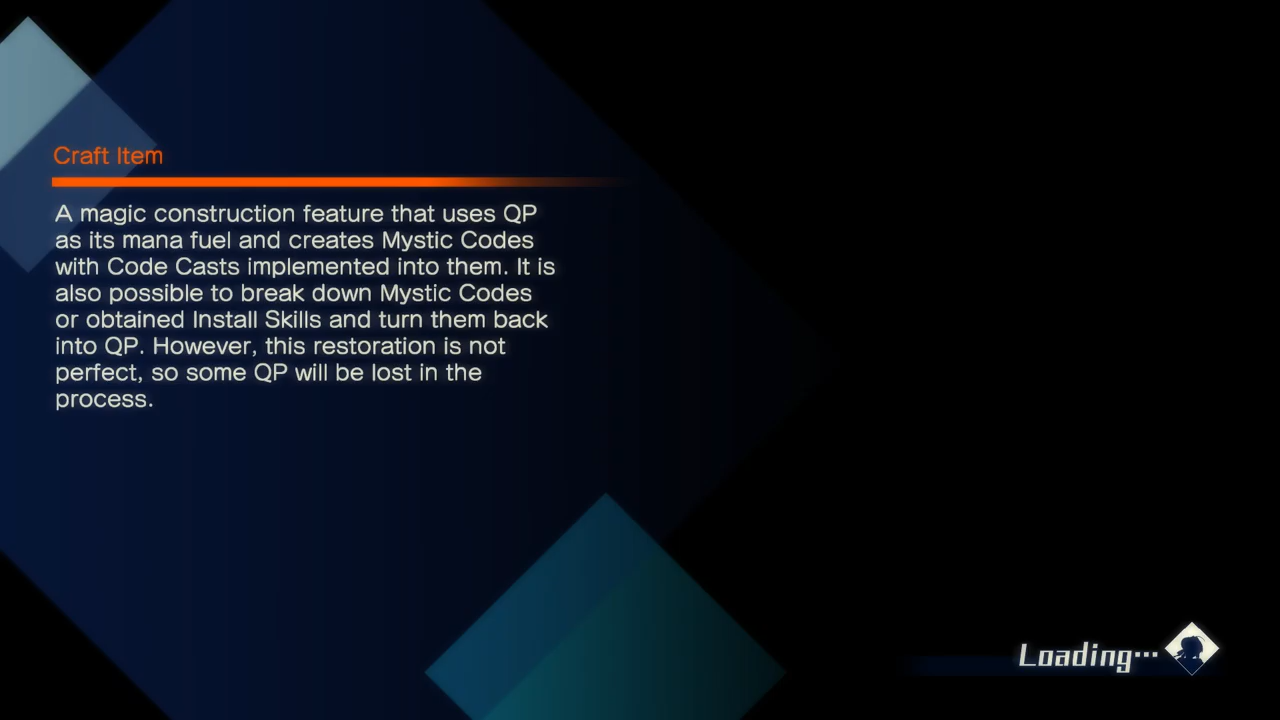 Craft Item
A magic construction feature that uses QP
as its mana fuel and creates Mystic Codes
with Code Casts implemented into them. It is
also possible to break down Mystic Codes
or obtained Install Skills and turn them back
into QP. However, this restoration is not
perfect, so some QP will be lost in the
process.
Loading···